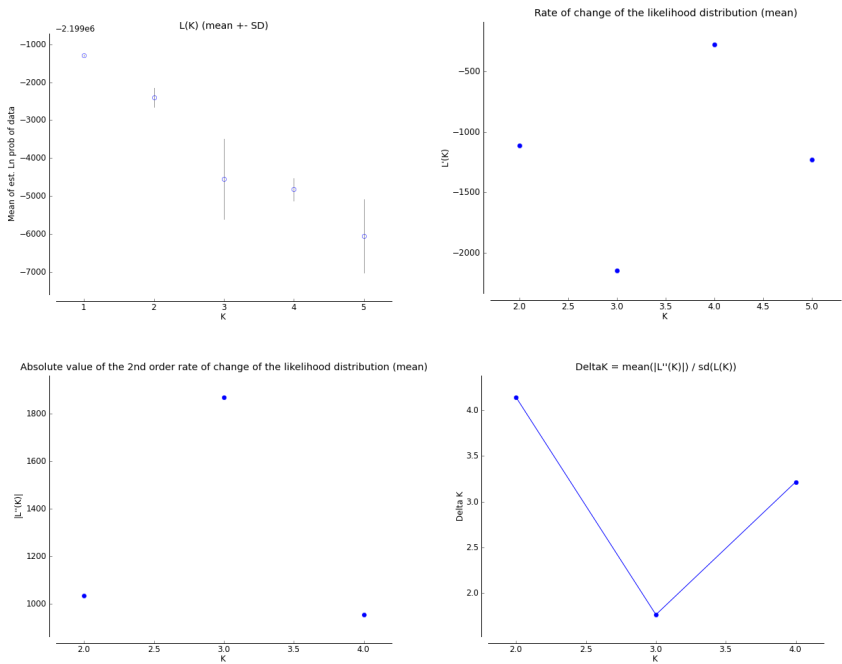 L(K) (mean +- SD)
−2.199e6
−1000
−2000
−3000
−4000
−5000
−6000
−7000
Mean of est. Ln prob of data
1 2 3 4 5
K
Rate of change of the likelihood distribution (mean)
−500
−1000
−1500
−2000
L'(K)
2.0 2.5 3.0 3.5 4.0 4.5 5.0
K
Absolute value of the 2nd order rate of change of the likelihood distribution (mean)
1800
1600
1400
1200
1000
|L''(K)|
2.0 2.5 3.0 3.5 4.0
K
DeltaK = mean(|L''(K)|) / sd(L(K))
4.0
3.5
3.0
2.5
2.0
Delta K
2.0 2.5 3.0 3.5 4.0
K